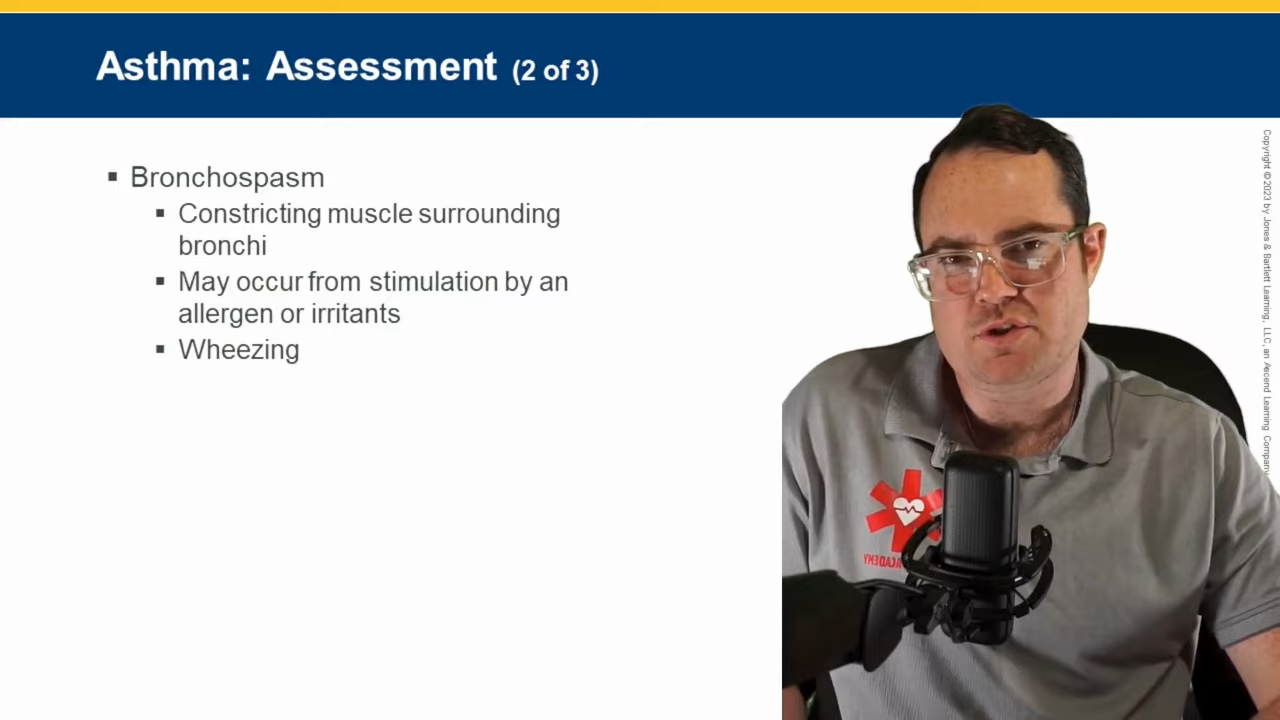 Asthma: Assessment (2 of 3)
▪ Bronchospasm
▪ Constricting muscle surrounding
bronchi
▪ May occur from stimulation by an
allergen or irritants
▪ Wheezing
Copyright © 2023 by Jones & Bartlett Learning, LLC, an Ascend Learning Company
ACADEMY